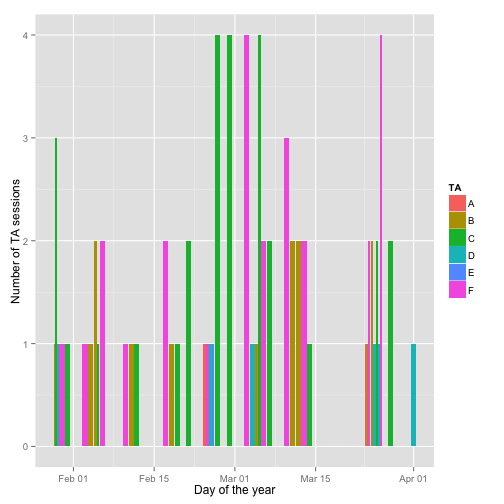 4
3
2
1
0
Number of TA sessions
Feb 01 Feb 15 Mar 01 Mar 15 Apr 01
Day of the year
TA
A
B
C
D
E
F